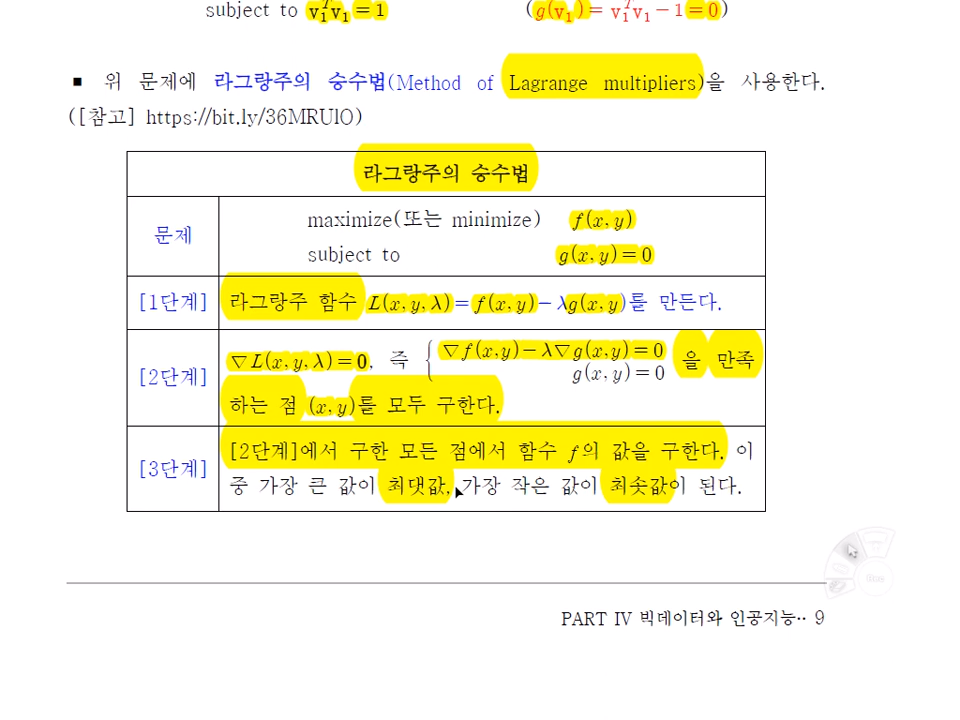 subject to v₁ᵀv₁ = 1 (g(v₁) = v₁ᵀv₁ − 1 = 0)
■ 위 문제에 라그랑주의 승수법(Method of Lagrange multipliers)을 사용한다.
([참고] https://bit.ly/36MRUlO)
라그랑주의 승수법
문제
maximize(또는 minimize) f(x, y)
subject to g(x, y) = 0
[1단계] 라그랑주 함수 L(x, y, λ) = f(x, y) − λg(x, y)를 만든다.
[2단계]
▽L(x, y, λ) = 0, 즉 { ▽f(x,y) − λ▽g(x,y) = 0
g(x, y) = 0 을 만족
하는 점 (x, y)를 모두 구한다.
[3단계]
[2단계]에서 구한 모든 점에서 함수 f의 값을 구한다. 이
중 가장 큰 값이 최댓값, 가장 작은 값이 최솟값이 된다.
PART IV 빅데이터와 인공지능·· 9